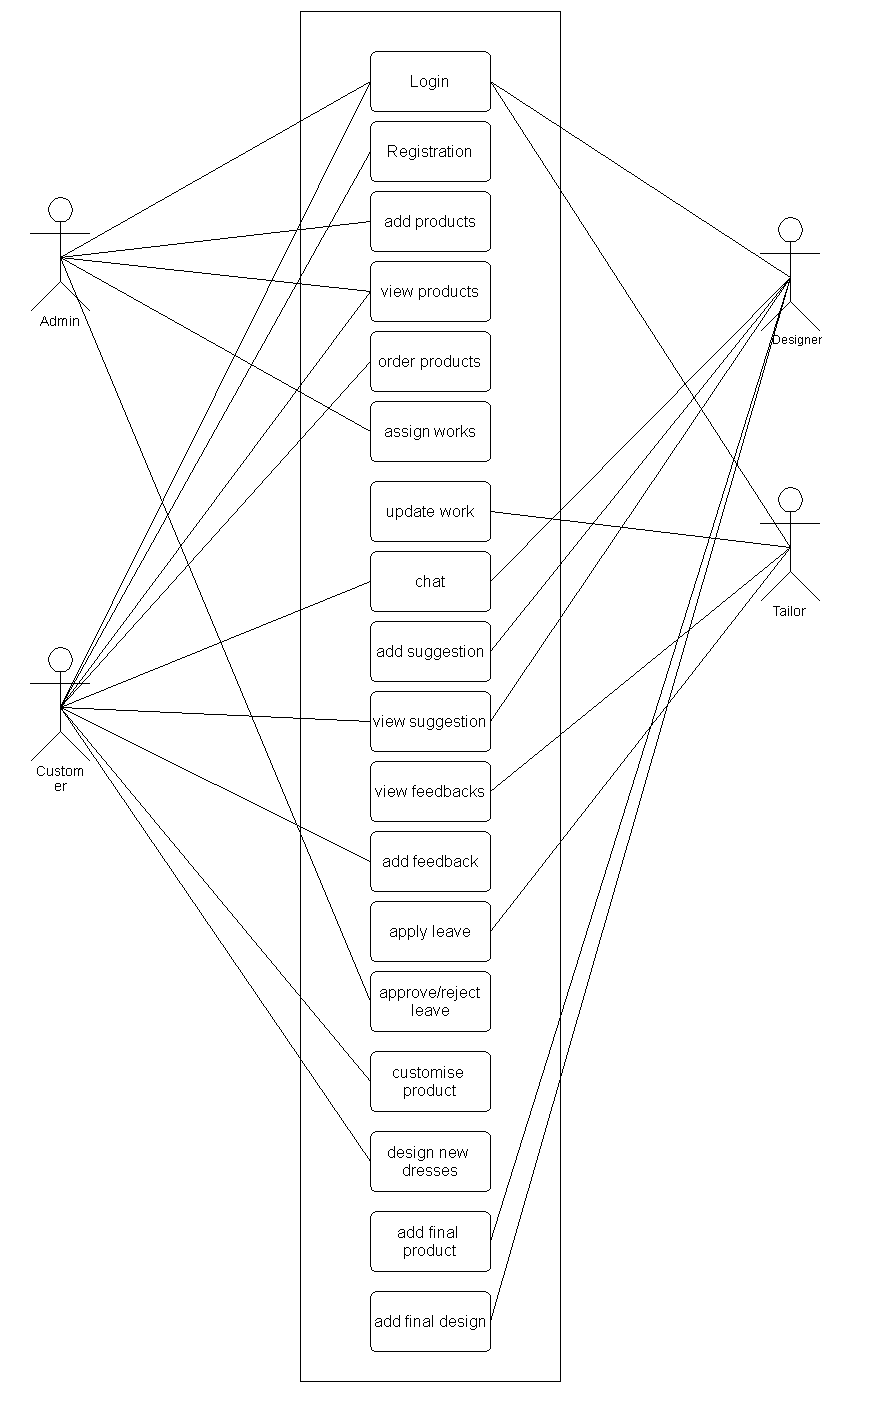 Login
Registration
add products
view products
order products
assign works
update work
chat
add suggestion
view suggestion
view feedbacks
add feedback
apply leave
approve/reject
leave
customise
product
design new
dresses
add final
product
add final design
Admin
Custom
er
Designer
Tailor